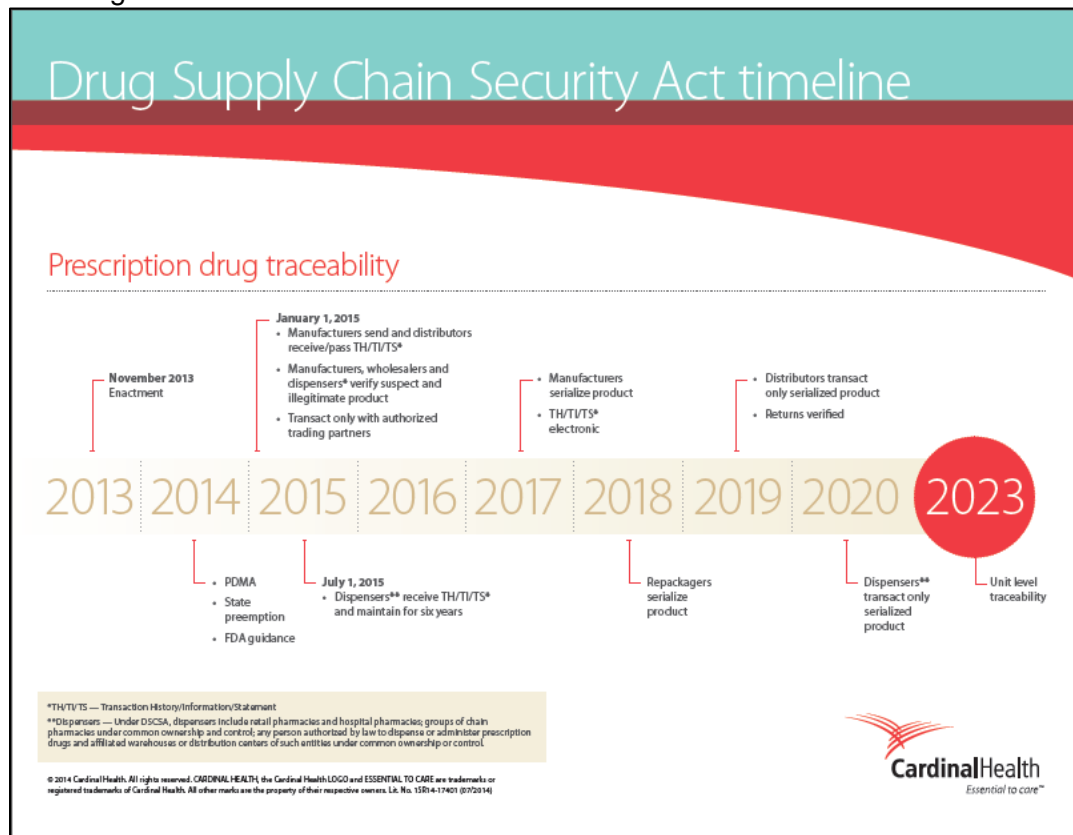 Drug Supply Chain Security Act timeline
Prescription drug traceability
November 2013
Enactment
January 1, 2015
• Manufacturers send and distributors
receive/pass TH/TI/TS*
• Manufacturers, wholesalers and
dispensers* verify suspect and
illegitimate product
• Transact only with authorized
trading partners
• Manufacturers
serialize product
• TH/TI/TS*
electronic
• Distributors transact
only serialized product
• Returns verified
2013 2014 2015 2016 2017 2018 2019 2020 2023
• PDMA
• State
preemption
• FDA guidance
July 1, 2015
• Dispensers** receive TH/TI/TS*
and maintain for six years
Repackagers
serialize
product
Dispensers**
transact only
serialized
product
Unit level
traceability
*TH/TI/TS — Transaction History/Information/Statement
**Dispensers — Under DSCSA, dispensers include retail pharmacies and hospital pharmacies; groups of chain
pharmacies under common ownership and control; any person authorized by law to dispense or administer prescription
drugs and affiliated warehouses or distribution centers of such entities under common ownership or control.
© 2014 Cardinal Health. All rights reserved. CARDINAL HEALTH, the Cardinal Health LOGO and ESSENTIAL TO CARE are trademarks or
registered trademarks of Cardinal Health. All other marks are the property of their respective owners. Lit. No. 1SR14-17401 (07/2014)
CardinalHealth
Essential to care™